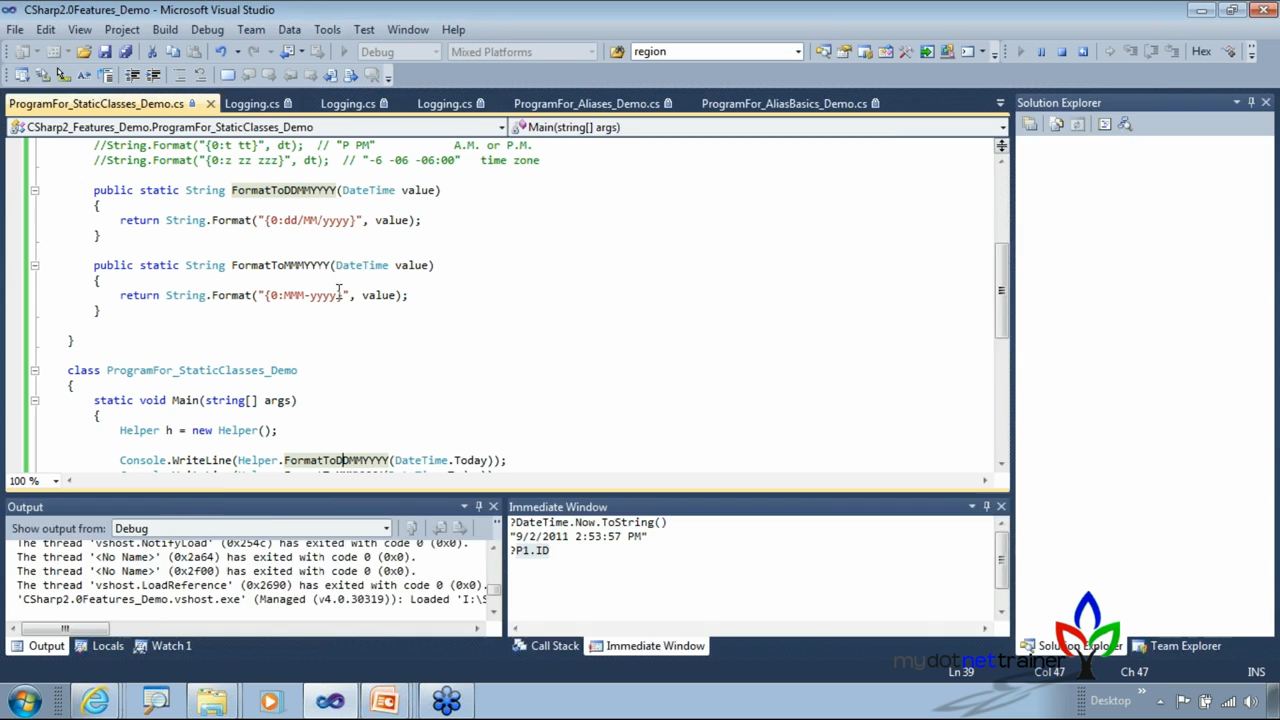 CSharp2.0Features_Demo - Microsoft Visual Studio
File Edit View Project Build Debug Team Data Tools Test Window Help
Debug Mixed Platforms region Hex
ProgramFor_StaticClasses_Demo.cs Logging.cs Logging.cs Logging.cs ProgramFor_Aliases_Demo.cs ProgramFor_AliasBasics_Demo.cs
Solution Explorer
CSharp2_Features_Demo.ProgramFor_StaticClasses_Demo Main(string[] args)
//String.Format("{0:t tt}", dt); // "P PM" A.M. or P.M.
//String.Format("{0:z zz zzz}", dt); // "-6 -06 -06:00" time zone
public static String FormatToDDMMYYYY(DateTime value)
{
return String.Format("{0:dd/MM/yyyy}", value);
}
public static String FormatToMMMYYYY(DateTime value)
{
return String.Format("{0:MMM-yyyy}", value);
}
}
class ProgramFor_StaticClasses_Demo
{
static void Main(string[] args)
{
Helper h = new Helper();
Console.WriteLine(Helper.FormatToDDMMYYYY(DateTime.Today));
100 %
Output
Show output from: Debug
The thread 'vshost.NotifyLoad' (0x254c) has exited with code 0 (0x0).
The thread '<No Name>' (0x2a64) has exited with code 0 (0x0).
The thread '<No Name>' (0x2f00) has exited with code 0 (0x0).
The thread 'vshost.LoadReference' (0x2690) has exited with code 0 (0x0).
'CSharp2.0Features_Demo.vshost.exe' (Managed (v4.0.30319)): Loaded 'I:\S
Output Locals Watch 1
Immediate Window
?DateTime.Now.ToString()
"9/2/2011 2:53:57 PM"
?P1.ID
Call Stack Immediate Window
Solution Explorer Team Explorer
mydotnettrainer
Ln 39 Col 47 Ch 47 INS
Desktop